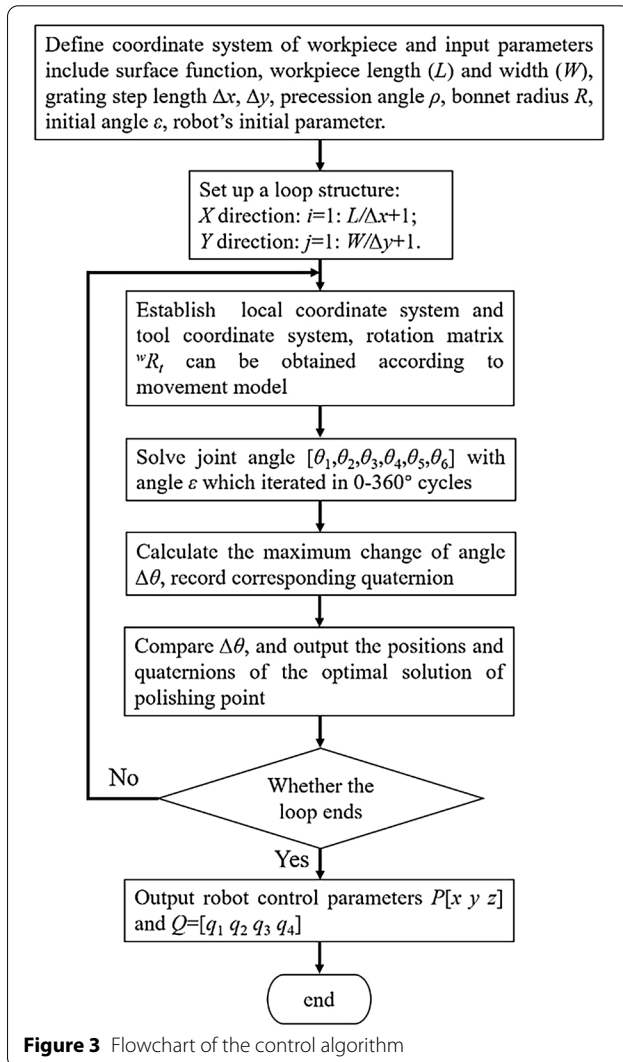 Define coordinate system of workpiece and input parameters
include surface function, workpiece length (L) and width (W),
grating step length Δx, Δy, precession angle ρ, bonnet radius R,
initial angle ε, robot's initial parameter.
Set up a loop structure:
X direction: i=1: L/Δx+1;
Y direction: j=1: W/Δy+1.
Establish local coordinate system and
tool coordinate system, rotation matrix
ʷRₜ can be obtained according to
movement model
Solve joint angle [θ₁,θ₂,θ₃,θ₄,θ₅,θ₆] with
angle ε which iterated in 0-360° cycles
Calculate the maximum change of angle
Δθ, record corresponding quaternion
Compare Δθ, and output the positions and
quaternions of the optimal solution of
polishing point
No
Whether the
loop ends
Yes
Output robot control parameters P[x y z]
and Q=[q₁ q₂ q₃ q₄]
end
Figure 3 Flowchart of the control algorithm